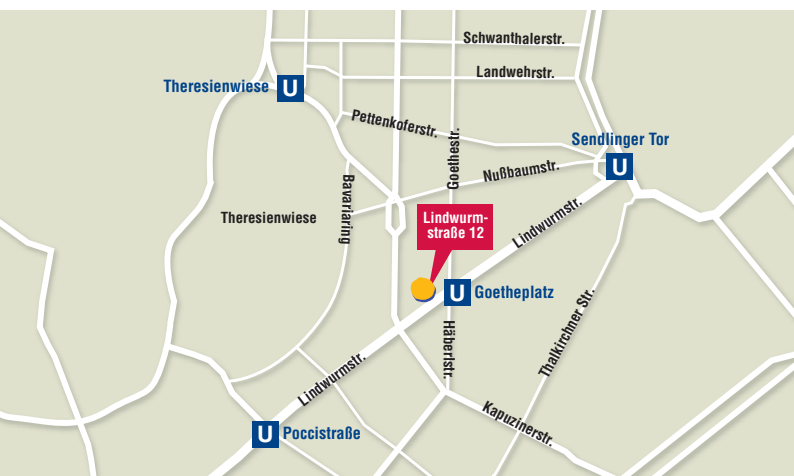 Schwanthalerstr.
Landwehrstr.
Theresienwiese U
Pettenkoferstr.
Goethestr.
Sendlinger Tor
U
Nußbaumstr.
Bavariaring
Theresienwiese
Lindwurm-
straße 12
Lindwurmstr.
U Goetheplatz
Häberlstr.
Thalkirchner Str.
Lindwurmstr.
Kapuzinerstr.
U Poccistraße